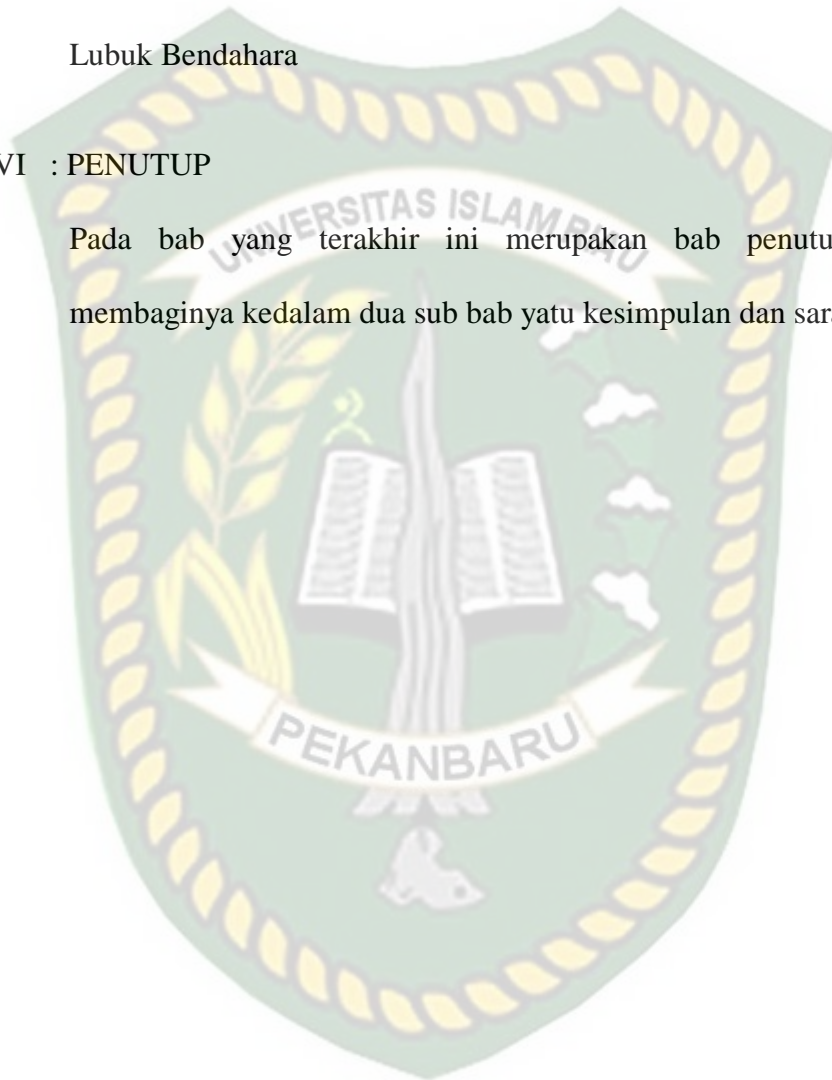 Lubuk Bendahara
VI : PENUTUP
UNIVERSITAS ISLAM RIAU
Pada bab yang terakhir ini merupakan bab penutu
membaginya kedalam dua sub bab yatu kesimpulan dan sara
PEKANBARU